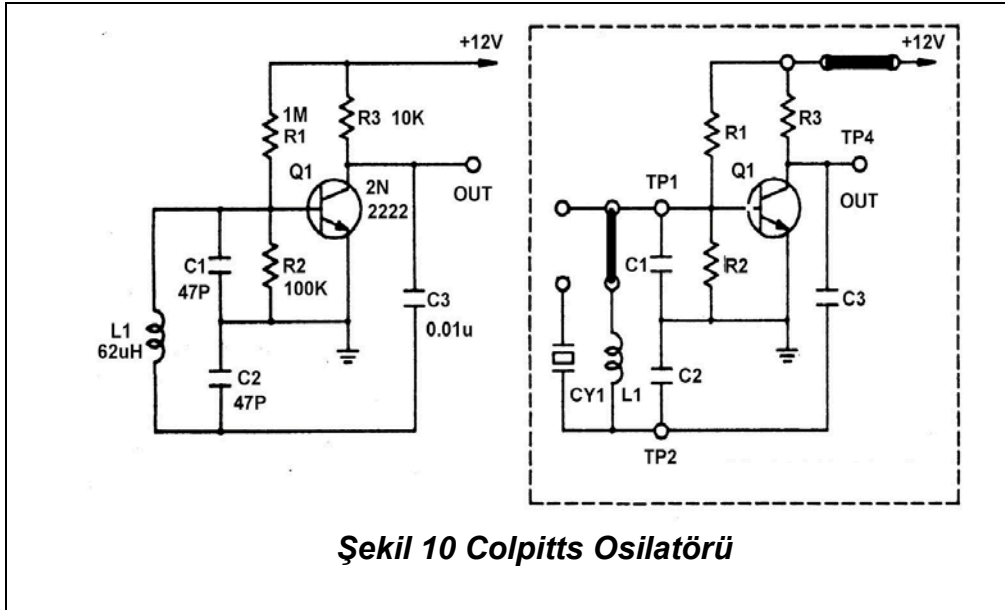 +12V
1M
R1
R3 10K
Q1
2N
2222
OUT
C1
47P
R2
100K
C3
0.01u
L1
62uH
C2
47P
+12V
R1
R3
TP4
Q1
TP1
OUT
C1
R2
C3
C2
CY1
L1
TP2
Şekil 10 Colpitts Osilatörü